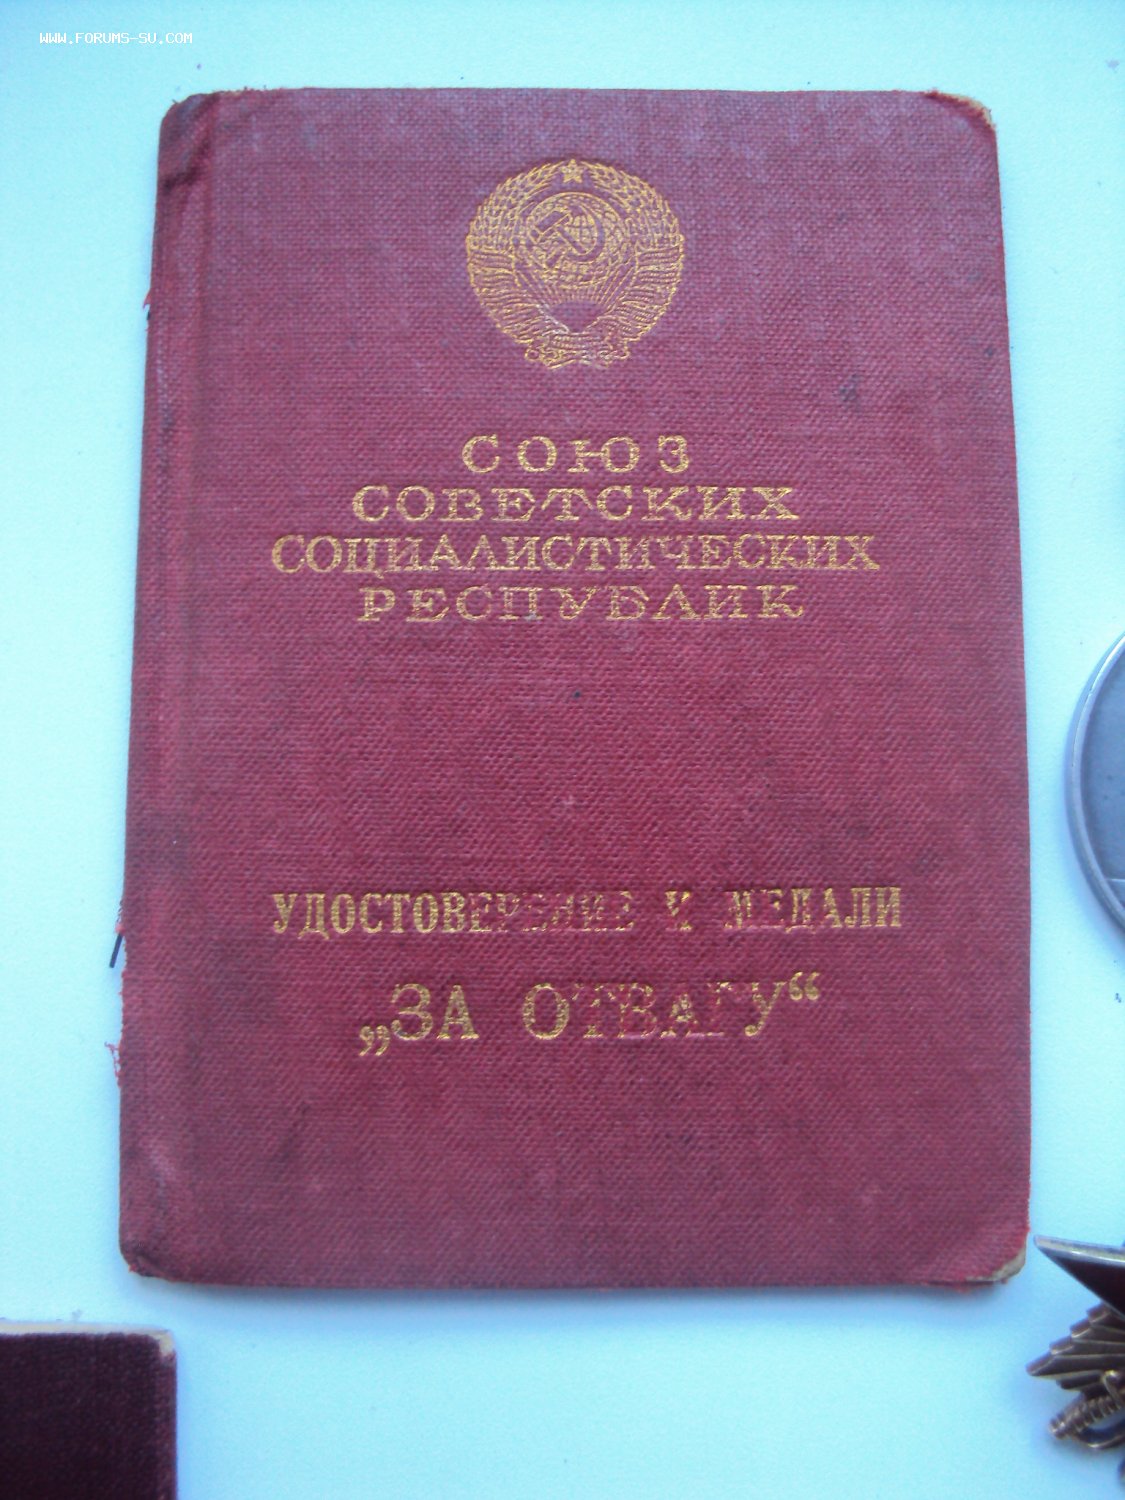 WWW.FORUMS-SU.COM
СОЮЗ
СОВЕТСКИХ
СОЦИАЛИСТИЧЕСКИХ
РЕСПУБЛИК
УДОСТОВЕРЕНИЕ К МЕДАЛИ
„ЗА ОТВАГУ“